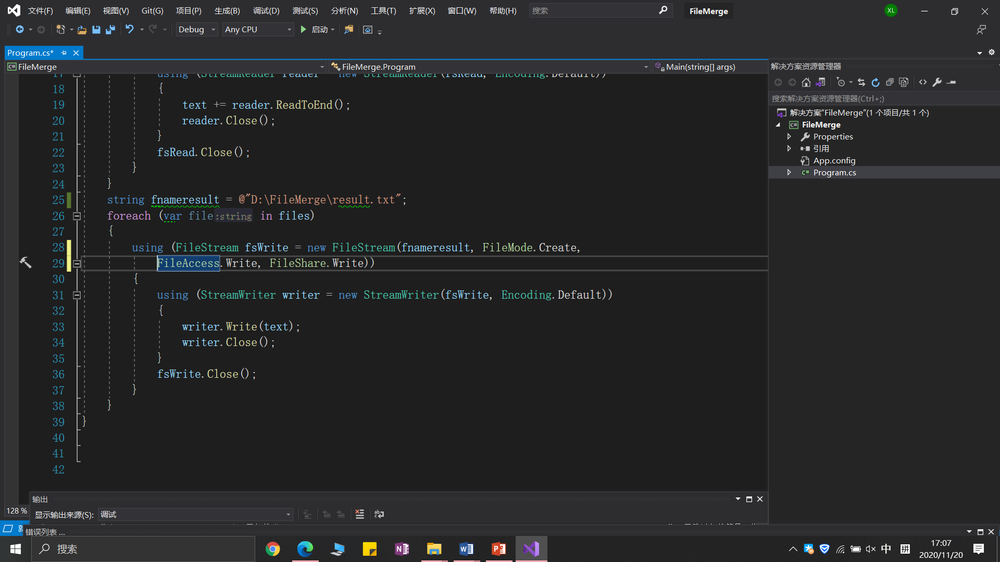 文件(F) 编辑(E) 视图(V) Git(G) 项目(P) 生成(B) 调试(D) 测试(S) 分析(N) 工具(T) 扩展(X) 窗口(W) 帮助(H) 搜索 FileMerge XL
Debug Any CPU 启动
Program.cs*
FileMerge FileMerge.Program Main(string[] args)
17 using (StreamReader reader = new StreamReader(fsRead, Encoding.Default))
18 {
19 text += reader.ReadToEnd();
20 reader.Close();
21 }
22 fsRead.Close();
23 }
24 }
25 string fnameresult = @"D:\FileMerge\result.txt";
26 foreach (var file:string in files)
27 {
28 using (FileStream fsWrite = new FileStream(fnameresult, FileMode.Create,
29 FileAccess.Write, FileShare.Write))
30 {
31 using (StreamWriter writer = new StreamWriter(fsWrite, Encoding.Default))
32 {
33 writer.Write(text);
34 writer.Close();
35 }
36 fsWrite.Close();
37 }
38 }
39 }
40
41
42
128 %
解决方案资源管理器
搜索解决方案资源管理器(Ctrl+;)
解决方案"FileMerge"(1 个项目/共 1 个)
C# FileMerge
Properties
引用
App.config
C# Program.cs
输出
显示输出来源(S): 调试
错误列表 ...
搜索
中 拼 17:07
2020/11/20